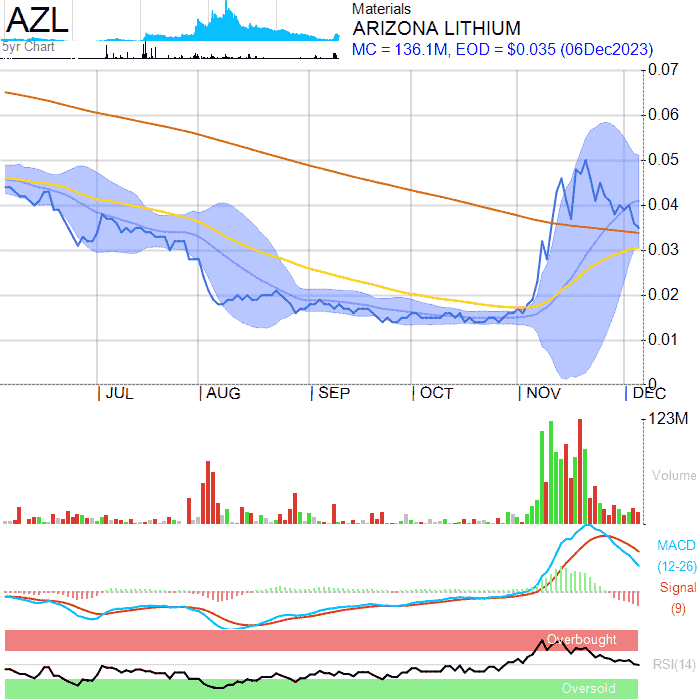 AZL
5yr Chart
Materials
ARIZONA LITHIUM
MC = 136.1M, EOD = $0.035 (06Dec2023)
0.07
0.06
0.05
0.04
0.03
0.02
0.01
0
JUL AUG SEP OCT NOV DEC
123M
Volume
MACD
(12-26)
Signal
(9)
Overbought
RSI(14)
Oversold